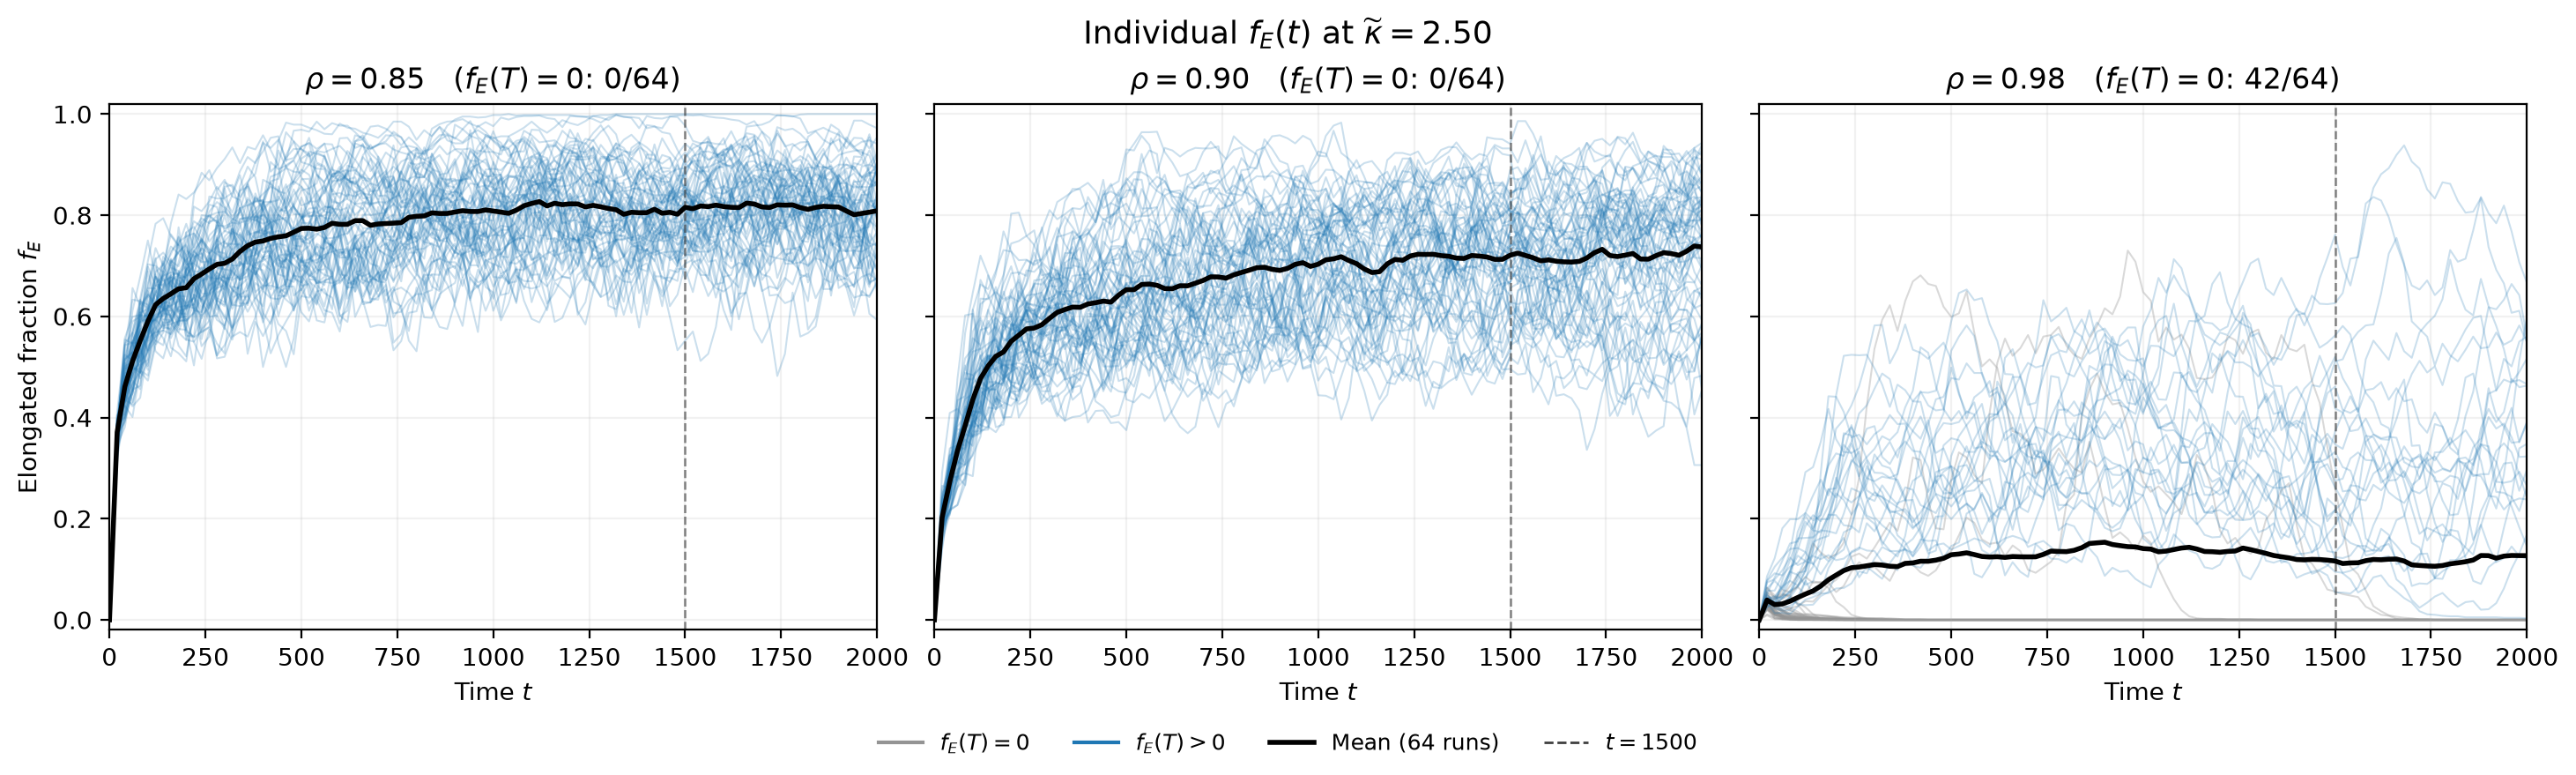 Individual f_E(t) at κ̃ = 2.50
ρ = 0.85 (f_E(T) = 0: 0/64)
ρ = 0.90 (f_E(T) = 0: 0/64)
ρ = 0.98 (f_E(T) = 0: 42/64)
Elongated fraction f_E
1.0
0.8
0.6
0.4
0.2
0.0
0 250 500 750 1000 1250 1500 1750 2000
0 250 500 750 1000 1250 1500 1750 2000
0 250 500 750 1000 1250 1500 1750 2000
Time t
Time t
Time t
f_E(T) = 0
f_E(T) > 0
Mean (64 runs)
t = 1500